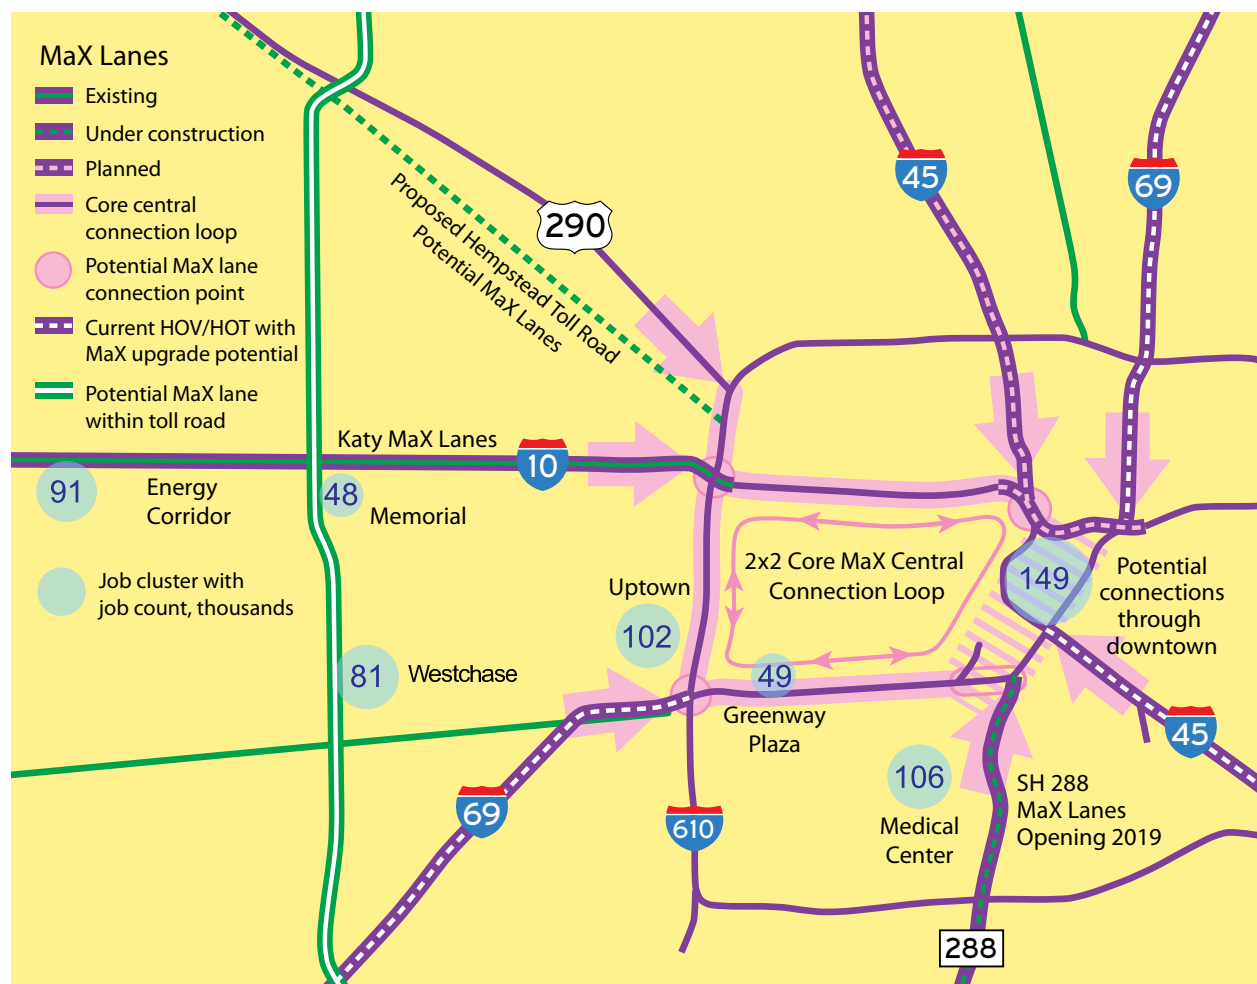 MaX Lanes
Existing
Under construction
Planned
Core central
connection loop
Potential MaX lane
connection point
Current HOV/HOT with
MaX upgrade potential
Potential MaX lane
within toll road
45
69
290
Proposed Hempstead Toll Road
Potential MaX Lanes
Katy MaX Lanes
10
91
Energy
Corridor
48
Memorial
Job cluster with
job count, thousands
2x2 Core MaX Central
Connection Loop
149
Potential
connections
through
downtown
Uptown
102
81
Westchase
49
Greenway
Plaza
45
106
Medical
Center
SH 288
MaX Lanes
Opening 2019
69
610
288